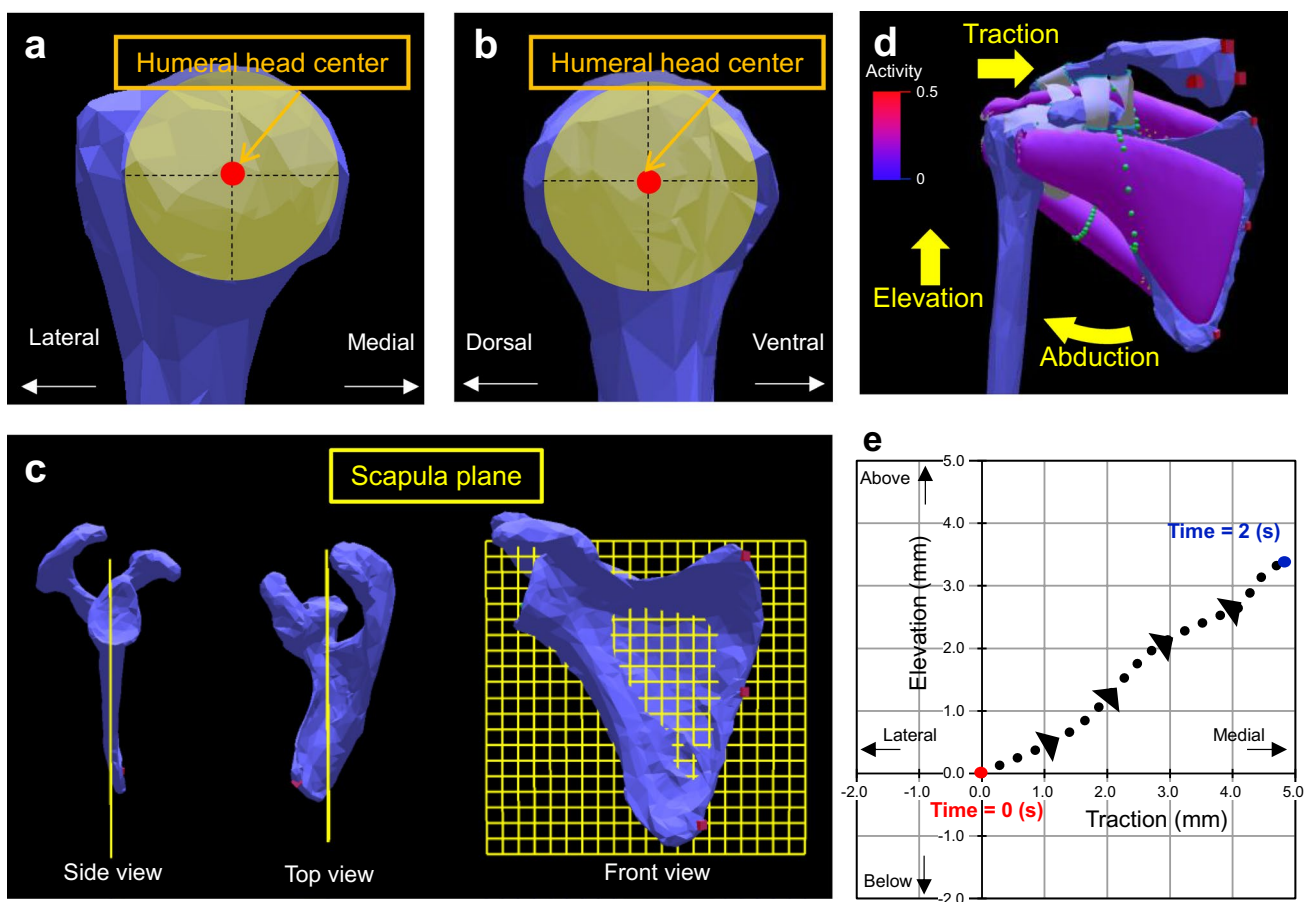 a
Humeral head center
Lateral
Medial
b
Humeral head center
Dorsal
Ventral
d
Traction
Activity
0.5
0
Elevation
Abduction
c
Scapula plane
Side view
Top view
Front view
e
5.0
Above
4.0
Time = 2 (s)
3.0
Elevation (mm)
2.0
1.0
Lateral
Medial
0.0
-2.0
-1.0
0.0
1.0
2.0
3.0
4.0
5.0
Time = 0 (s)
Traction (mm)
-1.0
Below
-2.0